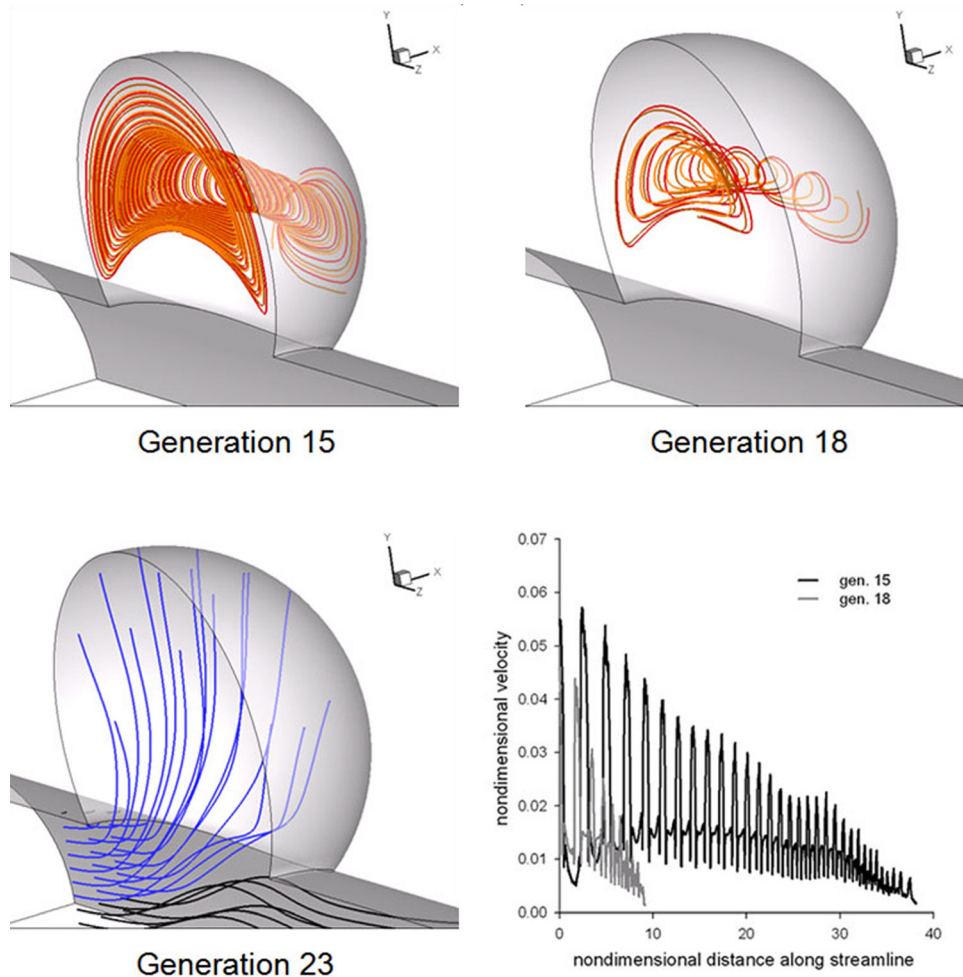 Y
X
Z
Y
X
Z
Generation 15
Generation 18
Y
X
Z
Generation 23
0.07
0.06
0.05
0.04
0.03
0.02
0.01
0.00
nondimensional velocity
gen. 15
gen. 18
0 10 20 30 40
nondimensional distance along streamline